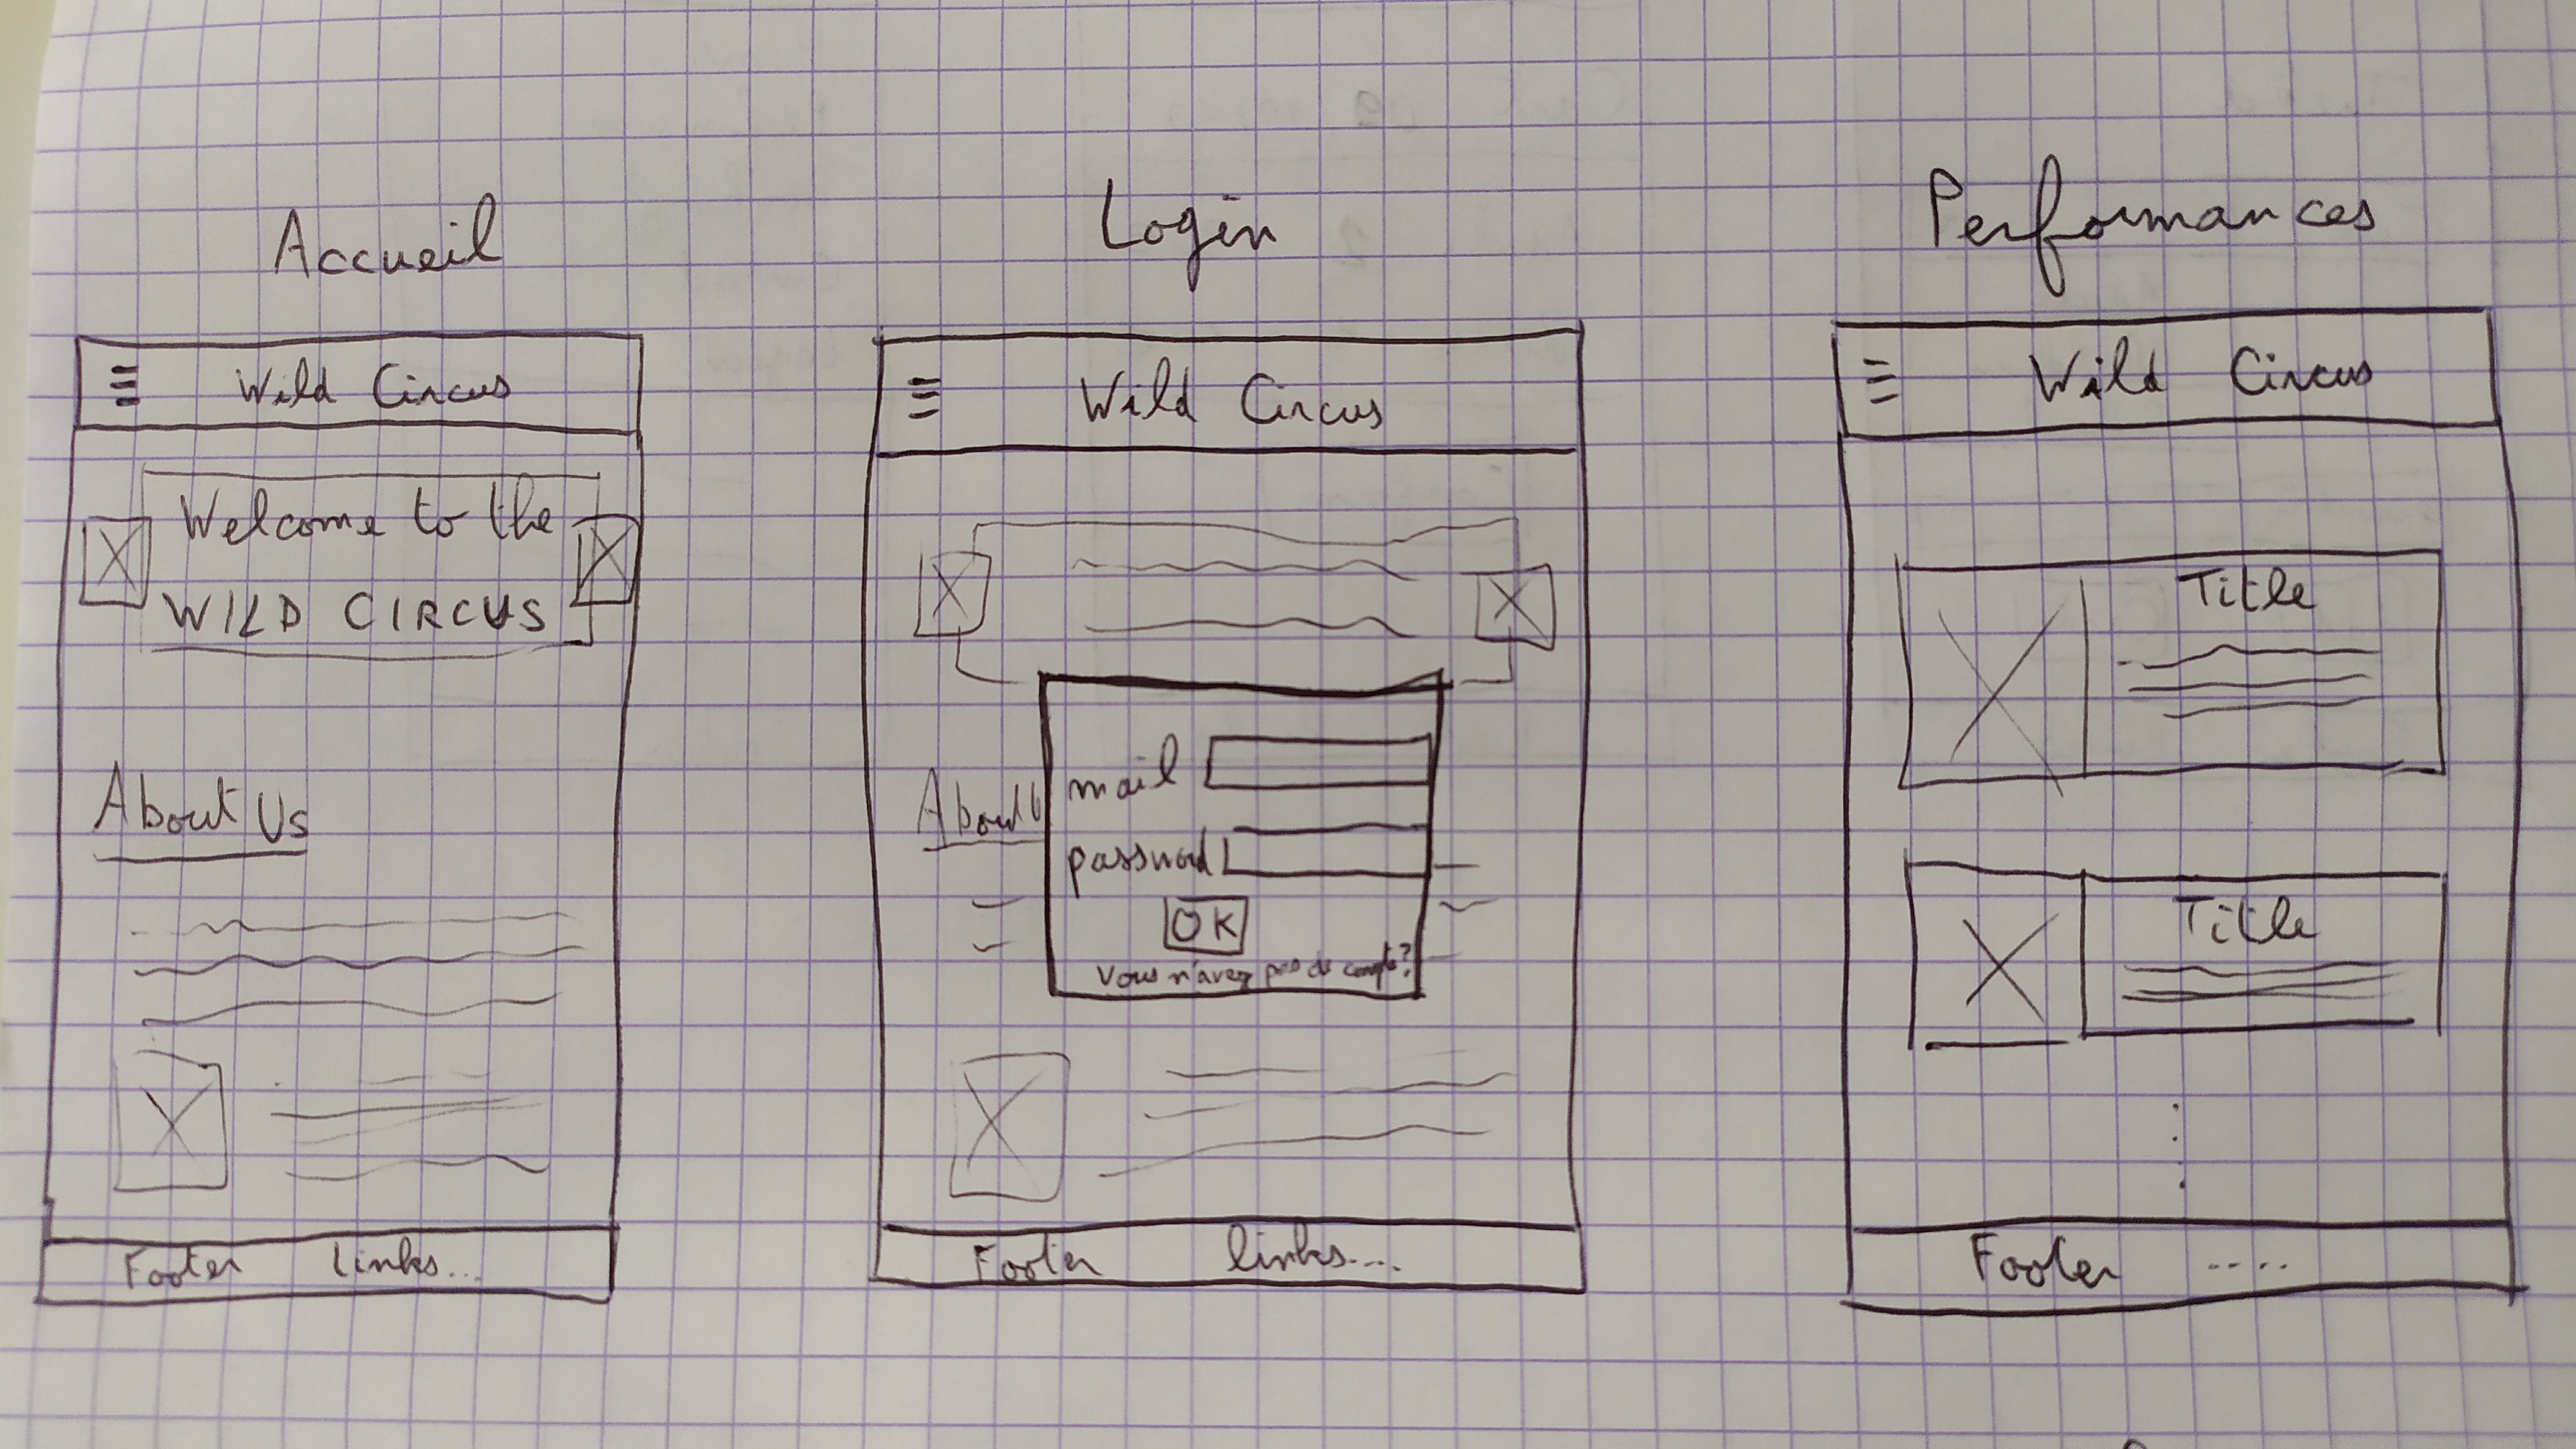 Accueil
Wild Circus
Welcome to the
WILD CIRCUS
About Us
Footer Links...
Login
Wild Circus
About U
mail
password
OK
Vous n'avez pas de compte?
Footer links....
Performances
Wild Circus
Title
Title
Footer ....